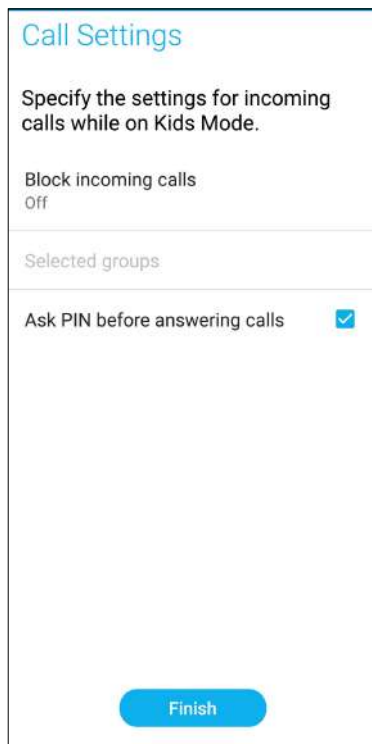 Call Settings
Specify the settings for incoming
calls while on Kids Mode.
Block incoming calls
Off
Selected groups
Ask PIN before answering calls
Finish